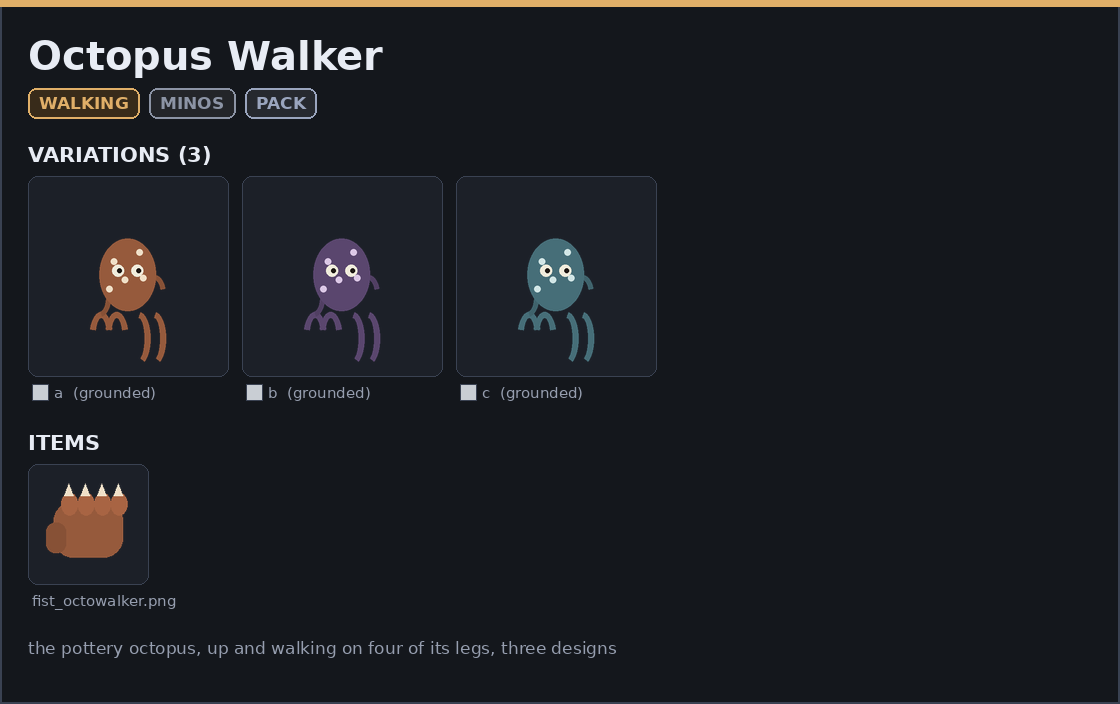 Octopus Walker
WALKING MINOS PACK
VARIATIONS (3)
a (grounded) b (grounded) c (grounded)
ITEMS
fist_octowalker.png
the pottery octopus, up and walking on four of its legs, three designs